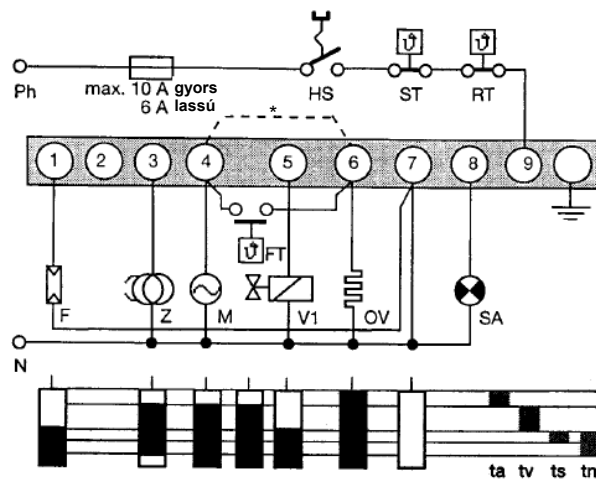 Ph
max. 10 A gyors
6 A lassú
HS
ϑ
ST
ϑ
RT
*
1 2 3 4 5 6 7 8 9
ϑ
FT
F Z M V1 OV SA
N
ta tv ts tn